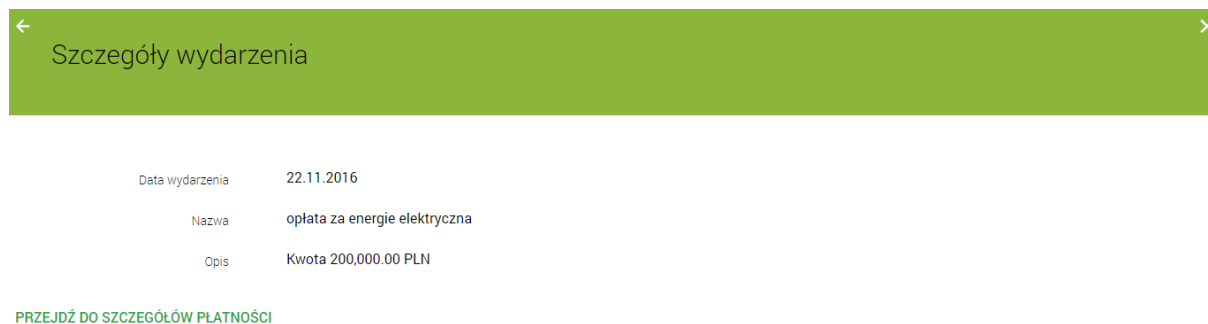 Szczegóły wydarzenia
Data wydarzenia 22.11.2016
Nazwa opłata za energie elektryczna
Opis Kwota 200,000.00 PLN
PRZEJDŹ DO SZCZEGÓŁÓW PŁATNOŚCI